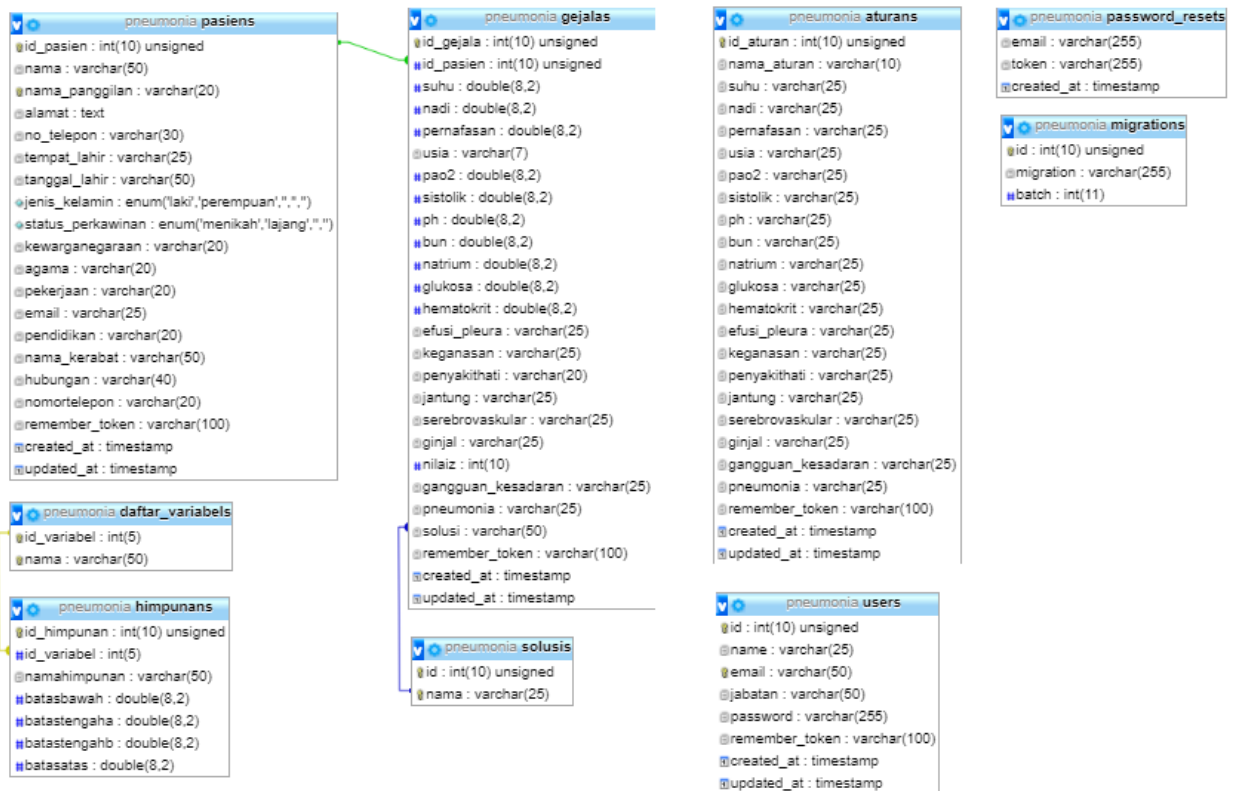 pneumonia pasiens
id_pasien : int(10) unsigned
nama : varchar(50)
nama_panggilan : varchar(20)
alamat : text
no_telepon : varchar(30)
tempat_lahir : varchar(25)
tanggal_lahir : varchar(50)
jenis_kelamin : enum('laki','perempuan','','','')
status_perkawinan : enum('menikah','lajang','','')
kewarganegaraan : varchar(20)
agama : varchar(20)
pekerjaan : varchar(20)
email : varchar(25)
pendidikan : varchar(20)
nama_kerabat : varchar(50)
hubungan : varchar(40)
nomortelepon : varchar(20)
remember_token : varchar(100)
created_at : timestamp
updated_at : timestamp
pneumonia daftar_variabels
id_variabel : int(5)
nama : varchar(50)
pneumonia himpunans
id_himpunan : int(10) unsigned
id_variabel : int(5)
namahimpunan : varchar(50)
batasbawah : double(8,2)
batastengaha : double(8,2)
batastengahb : double(8,2)
batasatas : double(8,2)
pneumonia gejalas
id_gejala : int(10) unsigned
id_pasien : int(10) unsigned
suhu : double(8,2)
nadi : double(8,2)
pernafasan : double(8,2)
usia : varchar(7)
pao2 : double(8,2)
sistolik : double(8,2)
ph : double(8,2)
bun : double(8,2)
natrium : double(8,2)
glukosa : double(8,2)
hematokrit : double(8,2)
efusi_pleura : varchar(25)
keganasan : varchar(25)
penyakithati : varchar(20)
jantung : varchar(25)
serebrovaskular : varchar(25)
ginjal : varchar(25)
nilaiz : int(10)
gangguan_kesadaran : varchar(25)
pneumonia : varchar(25)
solusi : varchar(50)
remember_token : varchar(100)
created_at : timestamp
updated_at : timestamp
pneumonia solusis
id : int(10) unsigned
nama : varchar(25)
pneumonia aturans
id_aturan : int(10) unsigned
nama_aturan : varchar(10)
suhu : varchar(25)
nadi : varchar(25)
pernafasan : varchar(25)
usia : varchar(25)
pao2 : varchar(25)
sistolik : varchar(25)
ph : varchar(25)
bun : varchar(25)
natrium : varchar(25)
glukosa : varchar(25)
hematokrit : varchar(25)
efusi_pleura : varchar(25)
keganasan : varchar(25)
penyakithati : varchar(25)
jantung : varchar(25)
serebrovaskular : varchar(25)
ginjal : varchar(25)
gangguan_kesadaran : varchar(25)
pneumonia : varchar(25)
remember_token : varchar(100)
created_at : timestamp
updated_at : timestamp
pneumonia users
id : int(10) unsigned
name : varchar(25)
email : varchar(50)
jabatan : varchar(50)
password : varchar(255)
remember_token : varchar(100)
created_at : timestamp
updated_at : timestamp
pneumonia password_resets
email : varchar(255)
token : varchar(255)
created_at : timestamp
pneumonia migrations
id : int(10) unsigned
migration : varchar(255)
batch : int(11)